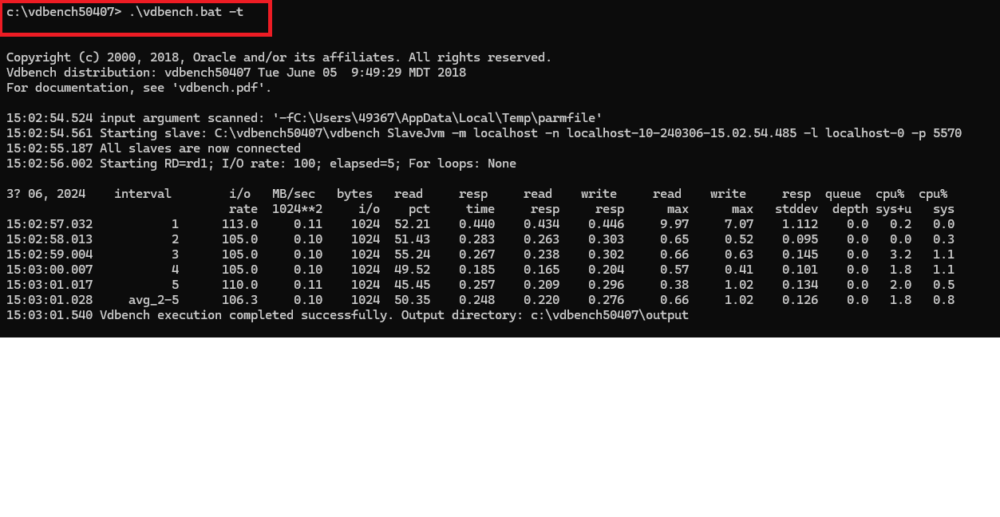 c:\vdbench50407> .\vdbench.bat -t
Copyright (c) 2000, 2018, Oracle and/or its affiliates. All rights reserved.
Vdbench distribution: vdbench50407 Tue June 05  9:49:29 MDT 2018
For documentation, see 'vdbench.pdf'.
15:02:54.524 input argument scanned: '-fC:\Users\49367\AppData\Local\Temp\parmfile'
15:02:54.561 Starting slave: C:\vdbench50407\vdbench SlaveJvm -m localhost -n localhost-10-240306-15.02.54.485 -l localhost-0 -p 5570
15:02:55.187 All slaves are now connected
15:02:56.002 Starting RD=rd1; I/O rate: 100; elapsed=5; For loops: None
3? 06, 2024    interval        i/o   MB/sec   bytes   read     resp     read    write     read    write     resp  queue  cpu%  cpu%
                               rate  1024**2     i/o    pct     time     resp     resp      max      max   stddev  depth sys+u   sys
15:02:57.032           1      113.0     0.11    1024  52.21    0.440    0.434    0.446     9.97     7.07    1.112    0.0   0.2   0.0
15:02:58.013           2      105.0     0.10    1024  51.43    0.283    0.263    0.303     0.65     0.52    0.095    0.0   0.0   0.3
15:02:59.004           3      105.0     0.10    1024  55.24    0.267    0.238    0.302     0.66     0.63    0.145    0.0   3.2   1.1
15:03:00.007           4      105.0     0.10    1024  49.52    0.185    0.165    0.204     0.57     0.41    0.101    0.0   1.8   1.1
15:03:01.017           5      110.0     0.11    1024  45.45    0.257    0.209    0.296     0.38     1.02    0.134    0.0   2.0   0.5
15:03:01.028     avg_2-5      106.3     0.10    1024  50.35    0.248    0.220    0.276     0.66     1.02    0.126    0.0   1.8   0.8
15:03:01.540 Vdbench execution completed successfully. Output directory: c:\vdbench50407\output